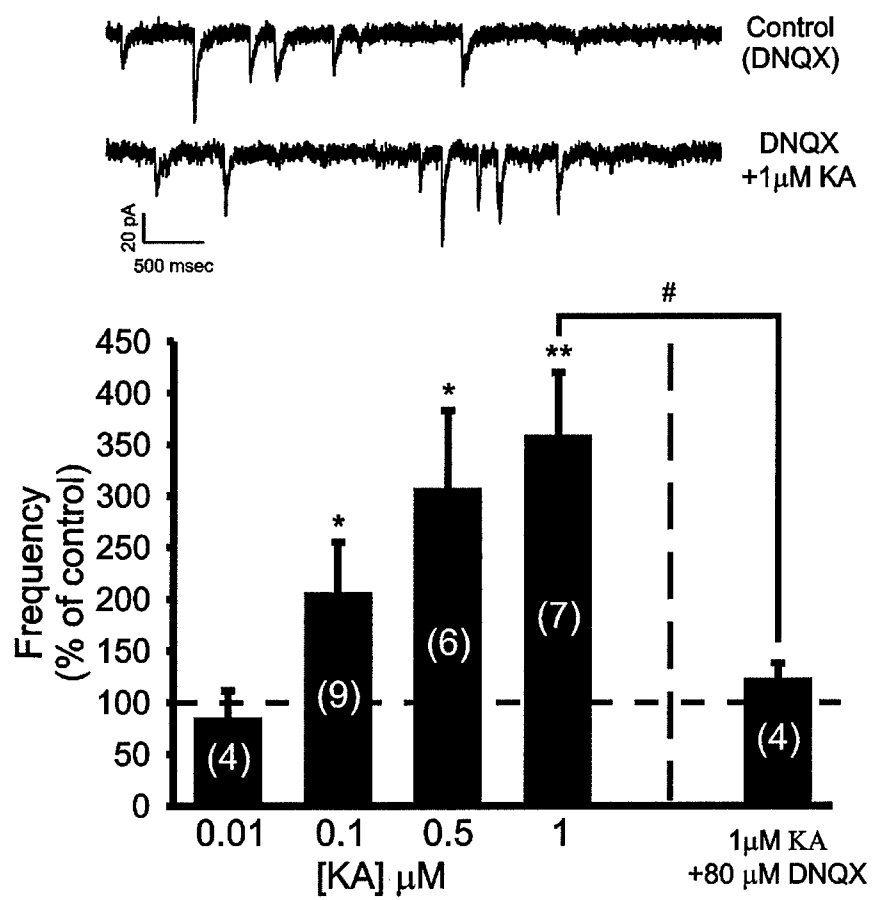 Control
(DNQX)
DNQX
+1μM KA
20 pA
500 msec
#
450
400
350
300
250
200
150
100
50
0
Frequency
(% of control)
*
*
**
(4)
(9)
(6)
(7)
(4)
0.01 0.1 0.5 1
[KA] μM
1μM KA
+80 μM DNQX